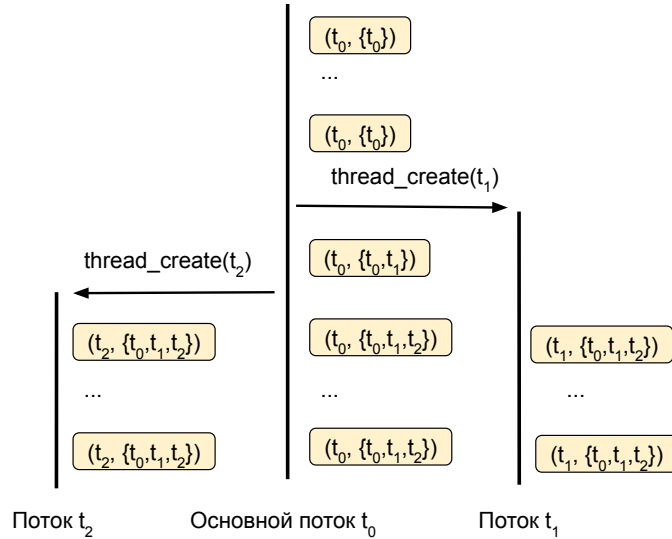 (t₀, {t₀})
...
(t₀, {t₀})
thread_create(t₁)
(t₀, {t₀,t₁})
thread_create(t₂)
(t₂, {t₀,t₁,t₂}) (t₀, {t₀,t₁,t₂}) (t₁, {t₀,t₁,t₂})
... ... ...
(t₂, {t₀,t₁,t₂}) (t₀, {t₀,t₁,t₂}) (t₁, {t₀,t₁,t₂})
Поток t₂ Основной поток t₀ Поток t₁